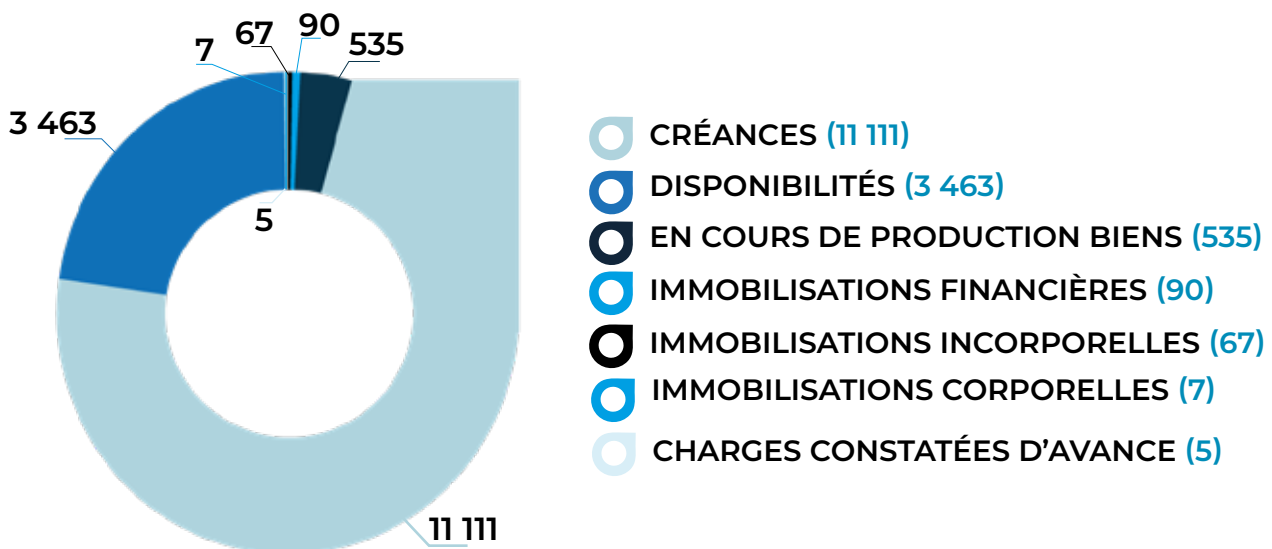 67
90
7
535
3 463
5
11 111
CRÉANCES (11 111)
DISPONIBILITÉS (3 463)
EN COURS DE PRODUCTION BIENS (535)
IMMOBILISATIONS FINANCIÈRES (90)
IMMOBILISATIONS INCORPORELLES (67)
IMMOBILISATIONS CORPORELLES (7)
CHARGES CONSTATÉES D’AVANCE (5)